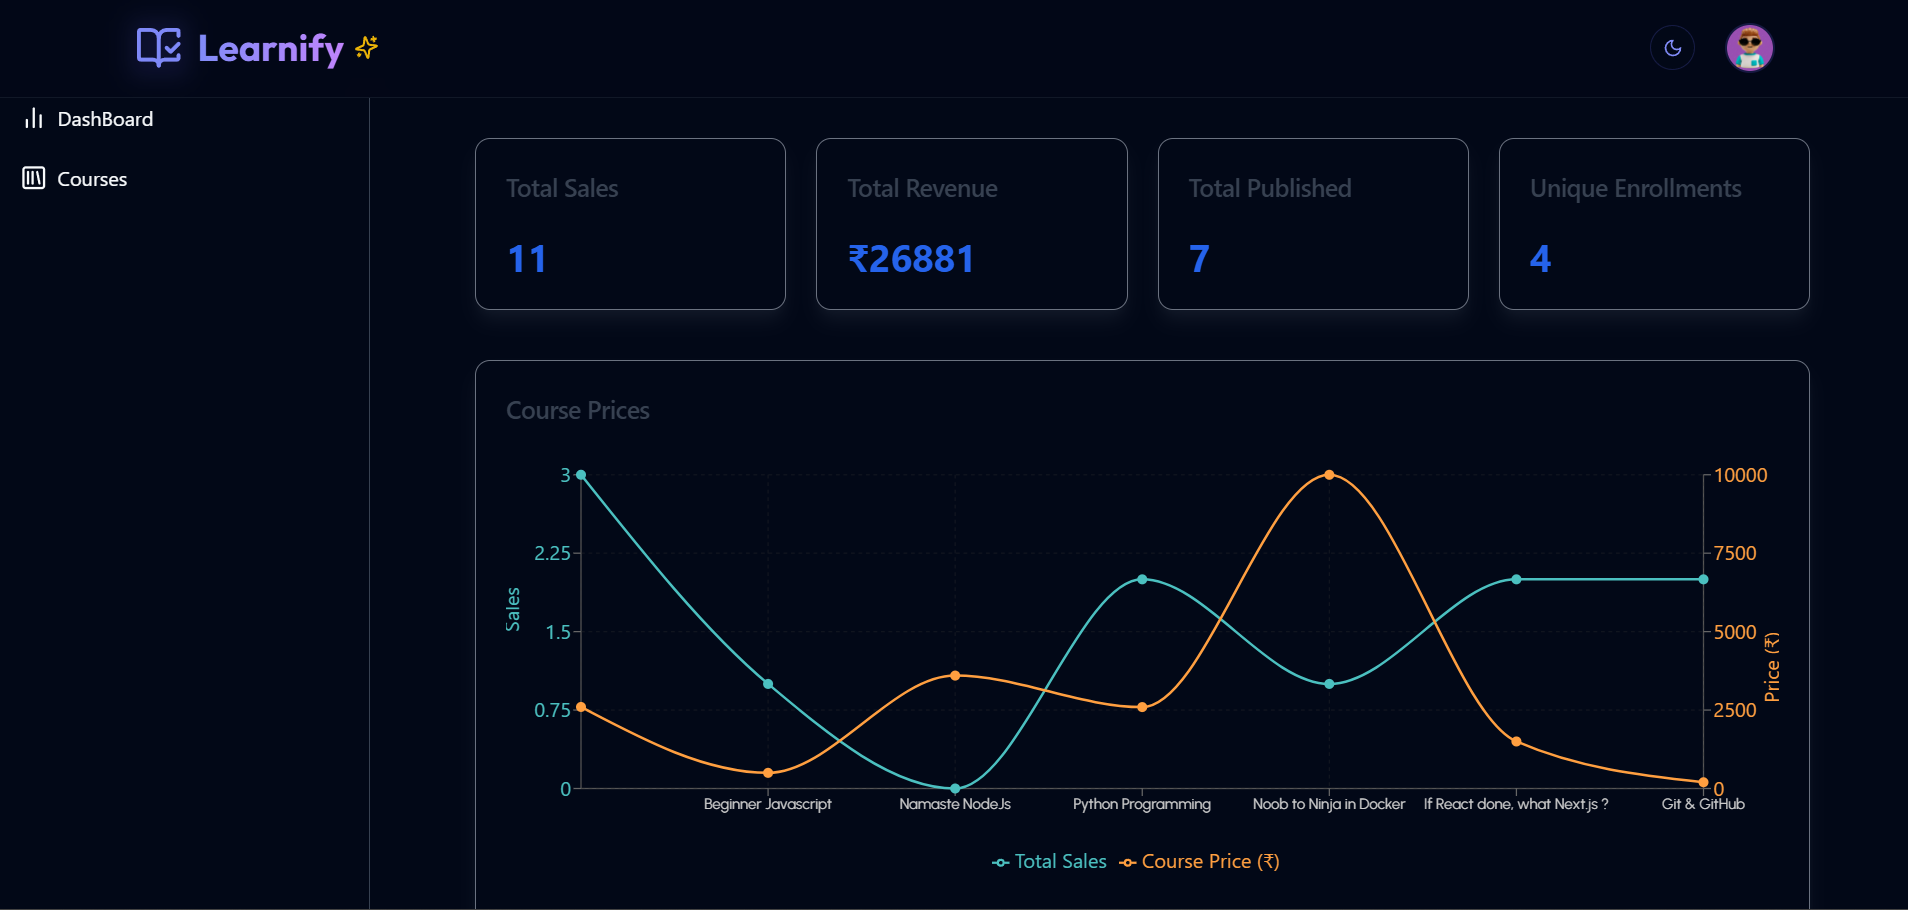 Learnify
DashBoard
Courses
Total Sales
11
Total Revenue
₹26881
Total Published
7
Unique Enrollments
4
Course Prices
3
2.25
1.5
0.75
0
Sales
10000
7500
5000
2500
0
Price (₹)
Beginner Javascript
Namaste NodeJs
Python Programming
Noob to Ninja in Docker
If React done, what Next.js ?
Git & GitHub
Total Sales
Course Price (₹)